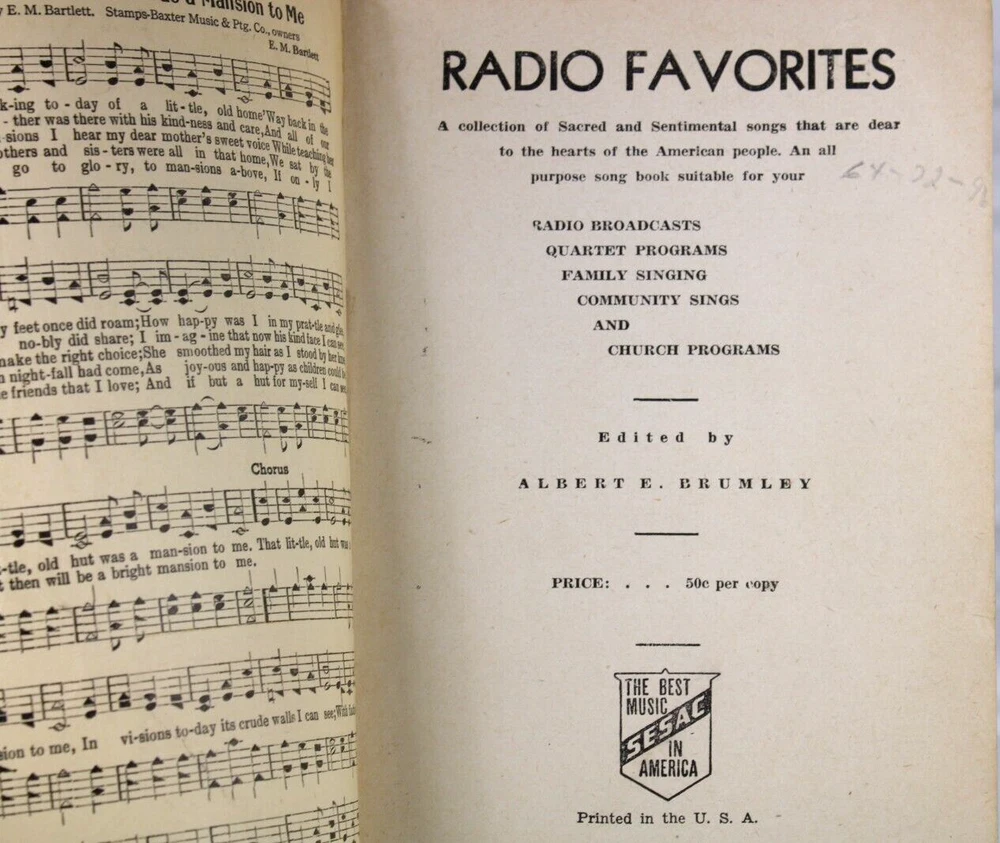 a Mansion to Me
E. M. Bartlett. Stamps-Baxter Music & Ptg. Co., owners
E. M. Bartlett
k-ing to - day of a lit - tle, old home'Way back in the
- ther was there with his kind-ness and care,And all of our
sions I hear my dear mother's sweet voice While teaching
others and sis - ters were all in that home,We sat by the
go to glo - ry, to man-sions a-bove, If on - ly I
y feet once did roam;How hap-py was I in my prat-tle and
no-bly did share; I im - ag - ine that now his kind face I can see,
make the right choice;She smoothed my hair as I stood by her
n night-fall had come,As joy-ous and hap-py as children could
e friends that I love; And if but a hut for my-self I can
Chorus
t-tle, old hut was a man-sion to me. That lit-tle, old hut was
t then will be a bright mansion to me.
sion to me, In vi-sions to-day its crude walls I can see;With
RADIO FAVORITES
A collection of Sacred and Sentimental songs that are dear
to the hearts of the American people. An all
purpose song book suitable for your
RADIO BROADCASTS
QUARTET PROGRAMS
FAMILY SINGING
COMMUNITY SINGS
AND
CHURCH PROGRAMS
Edited by
ALBERT E. BRUMLEY
PRICE: . . . 50c per copy
THE BEST
MUSIC
SESAC
IN
AMERICA
Printed in the U. S. A.